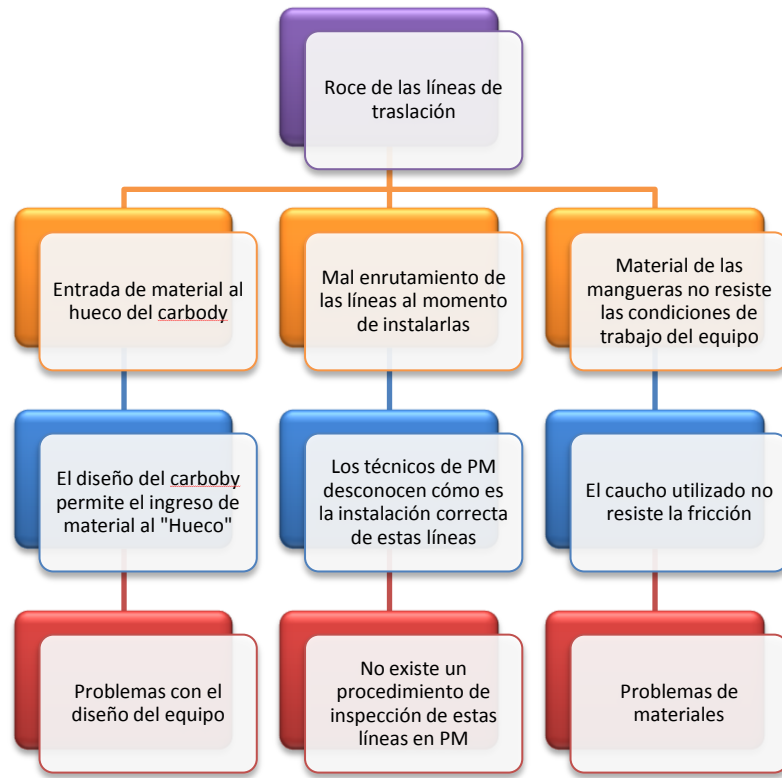 Roce de las líneas de
traslación
Entrada de material al
hueco del carbody
Mal enrutamiento de
las líneas al momento
de instalarlas
Material de las
mangueras no resiste
las condiciones de
trabajo del equipo
El diseño del carboby
permite el ingreso de
material al "Hueco"
Los técnicos de PM
desconocen cómo es
la instalación correcta
de estas líneas
El caucho utilizado no
resiste la fricción
Problemas con el
diseño del equipo
No existe un
procedimiento de
inspección de estas
líneas en PM
Problemas de
materiales